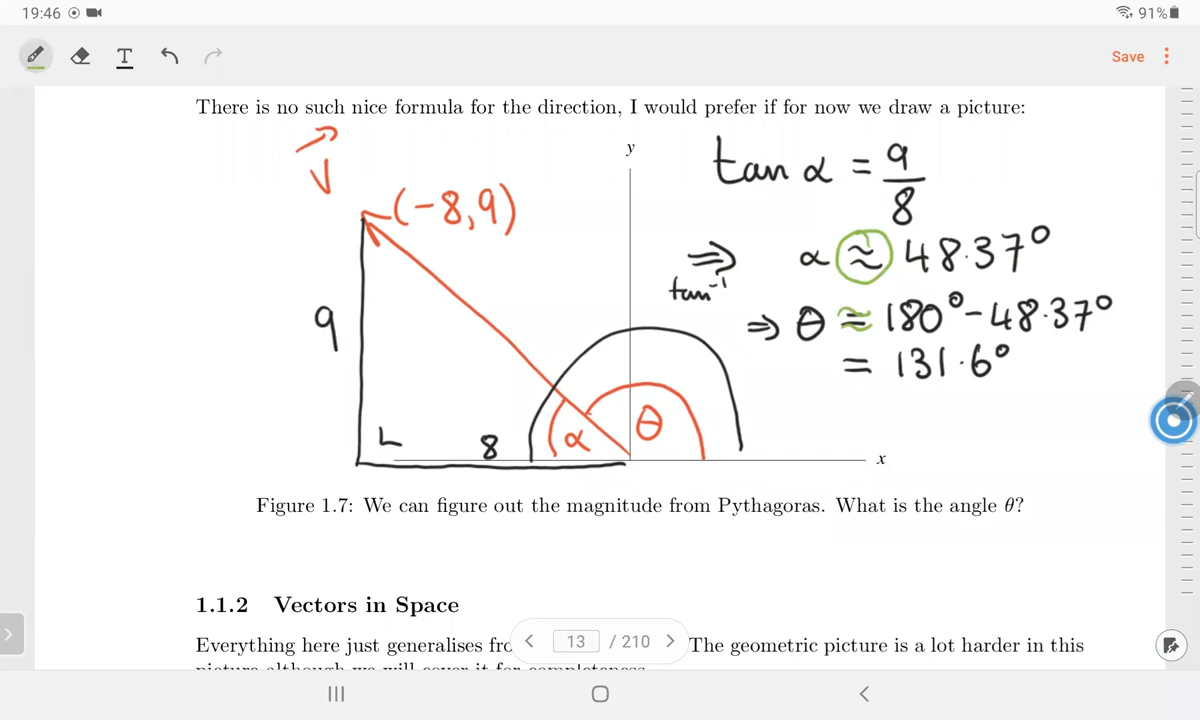 19:46
91%
T
Save
There is no such nice formula for the direction, I would prefer if for now we draw a picture:
V
(-8,9)
y
tan α = 9/8
⇒ α ≈ 48.37°
tan⁻¹
9
⇒ θ ≈ 180° - 48.37°
= 131.6°
8
α
θ
x
Figure 1.7: We can figure out the magnitude from Pythagoras. What is the angle θ?
1.1.2 Vectors in Space
Everything here just generalises
13 / 210
The geometric picture is a lot harder in this